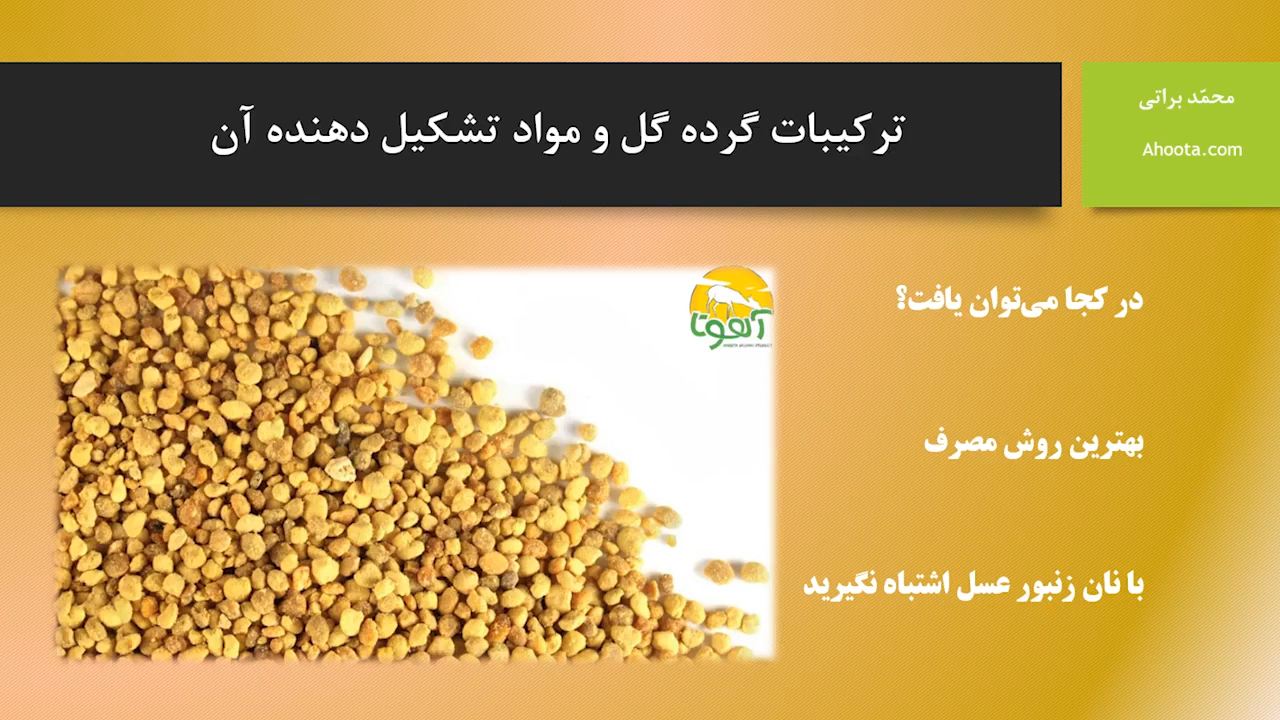 محمّد براتی
Ahoota.com
ترکیبات گرده گل و مواد تشکیل دهنده آن
در کجا می‌توان یافت؟
بهترین روش مصرف
با نان زنبور عسل اشتباه نگیرید
آهوتا